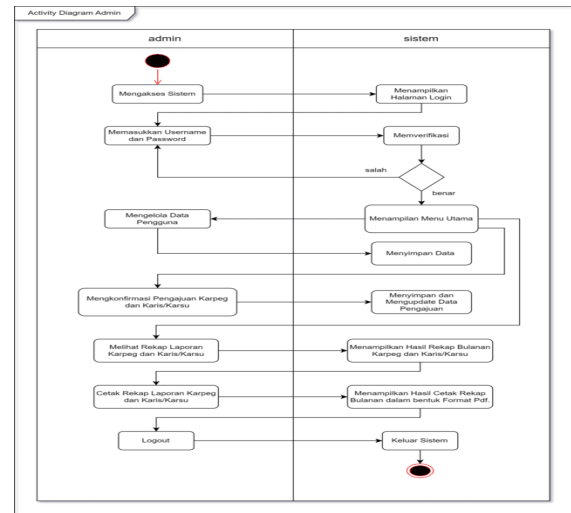 Activity Diagram Admin
admin
sistem
Mengakses Sistem
Menampilkan
Halaman Login
Memasukkan Username
dan Password
Memverifikasi
salah
benar
Mengelola Data
Pengguna
Menampilan Menu Utama
Menyimpan Data
Mengkonfirmasi Pengajuan Karpeg
dan Karis/Karsu
Menyimpan dan
Mengupdate Data
Pengajuan
Melihat Rekap Laporan
Karpeg dan Karis/Karsu
Menampilkan Hasil Rekap Bulanan
Karpeg dan Karis/Karsu
Cetak Rekap Laporan Karpeg
dan Karis/Karsu
Menampilkan Hasil Cetak Rekap
Bulanan dalam bentuk Format Pdf.
Logout
Keluar Sistem